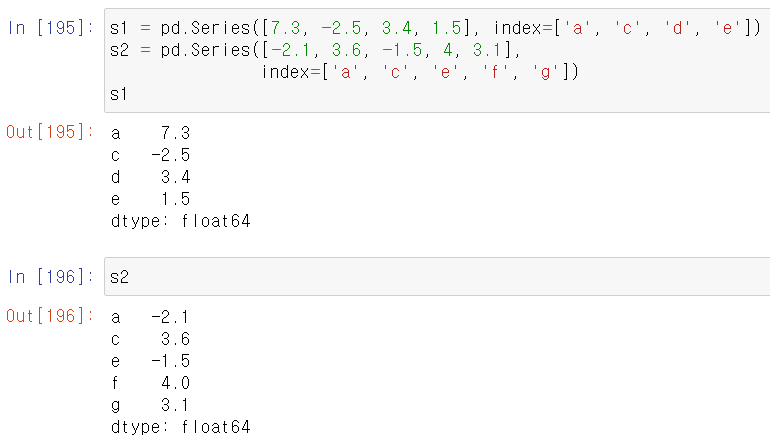 In [195]: s1 = pd.Series([7.3, -2.5, 3.4, 1.5], index=['a', 'c', 'd', 'e'])
s2 = pd.Series([-2.1, 3.6, -1.5, 4, 3.1],
index=['a', 'c', 'e', 'f', 'g'])
s1
Out[195]: a 7.3
c -2.5
d 3.4
e 1.5
dtype: float64
In [196]: s2
Out[196]: a -2.1
c 3.6
e -1.5
f 4.0
g 3.1
dtype: float64